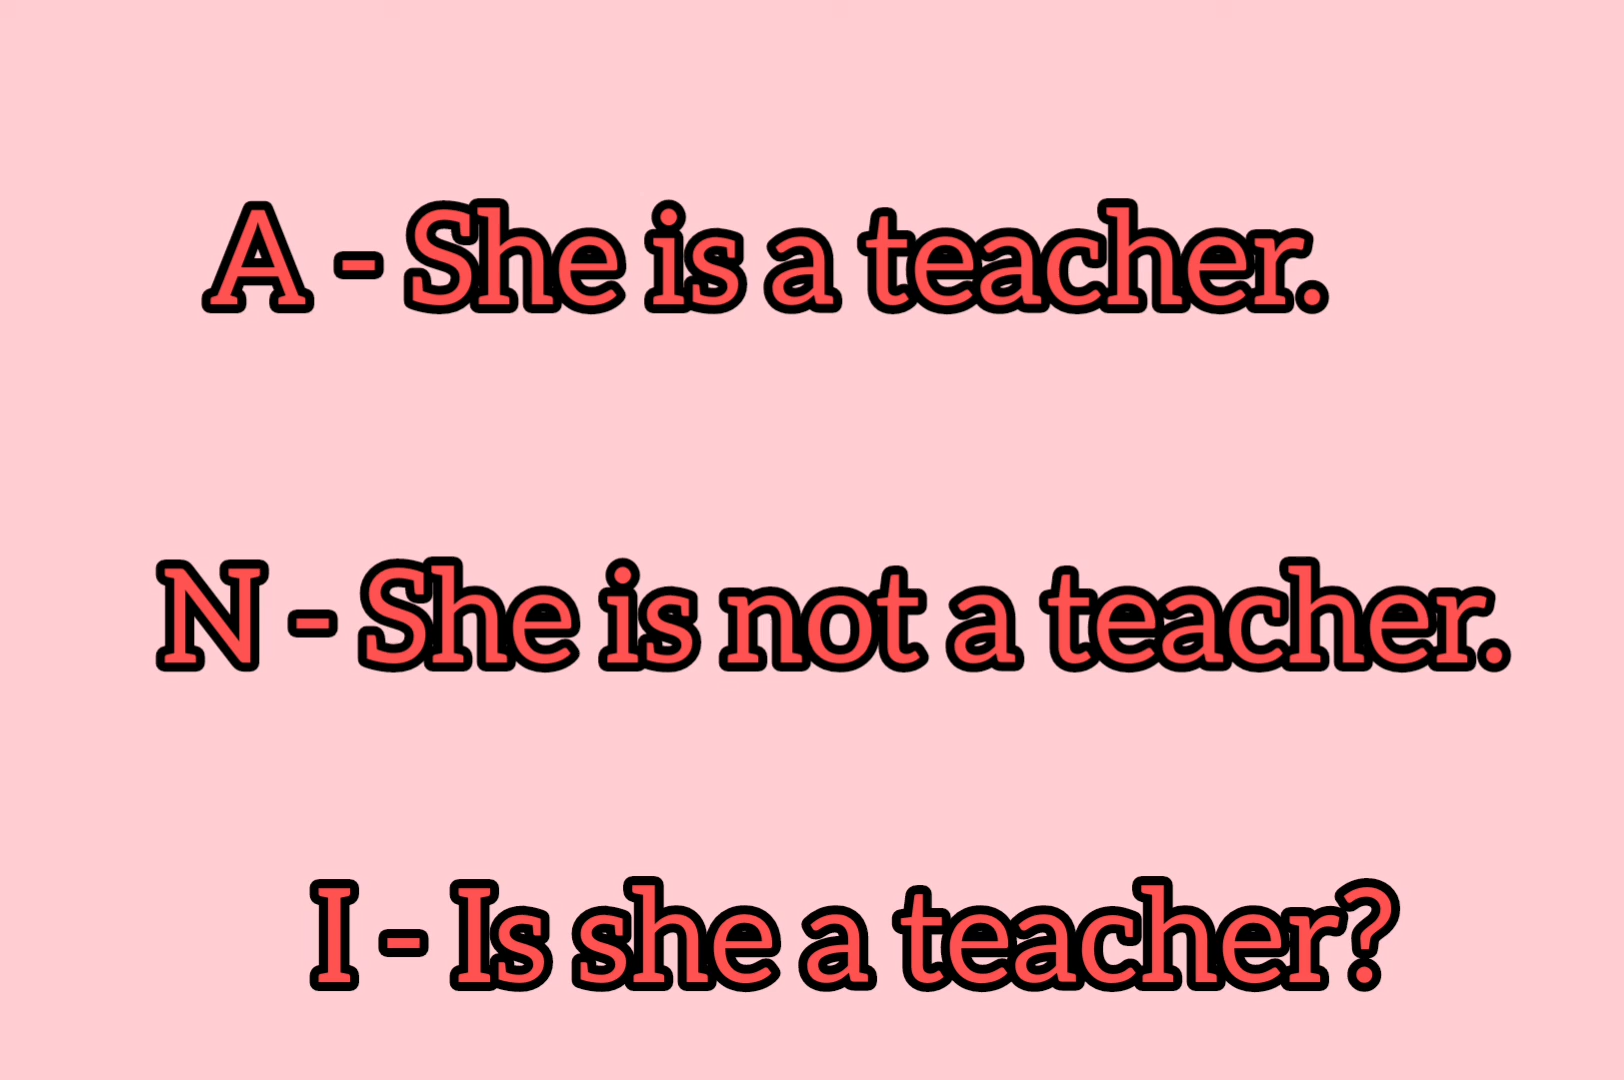 A - She is a teacher.
N - She is not a teacher.
I - Is she a teacher?